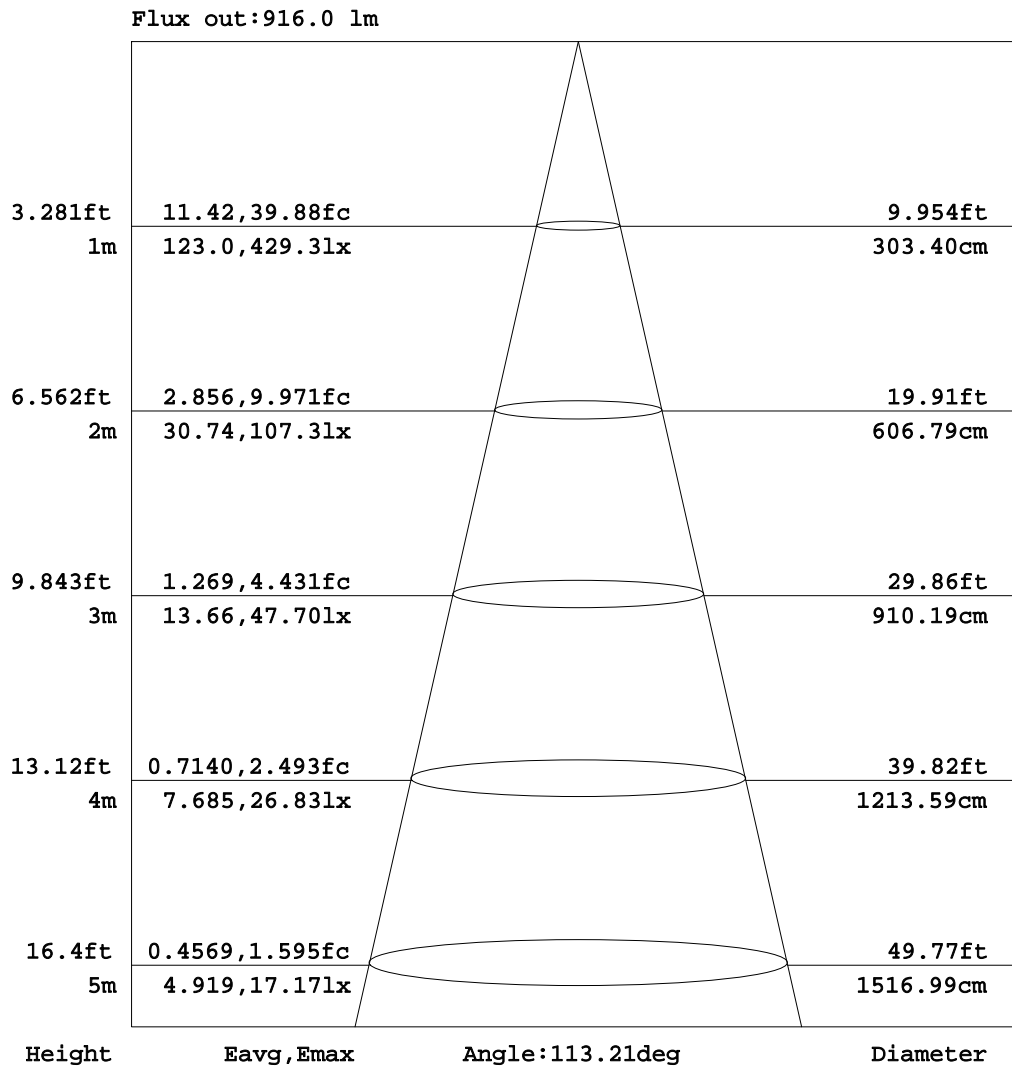 Flux out:916.0 lm
3.281ft 11.42,39.88fc 9.954ft
1m 123.0,429.3lx 303.40cm
6.562ft 2.856,9.971fc 19.91ft
2m 30.74,107.3lx 606.79cm
9.843ft 1.269,4.431fc 29.86ft
3m 13.66,47.70lx 910.19cm
13.12ft 0.7140,2.493fc 39.82ft
4m 7.685,26.83lx 1213.59cm
16.4ft 0.4569,1.595fc 49.77ft
5m 4.919,17.17lx 1516.99cm
Height Eavg,Emax Angle:113.21deg Diameter